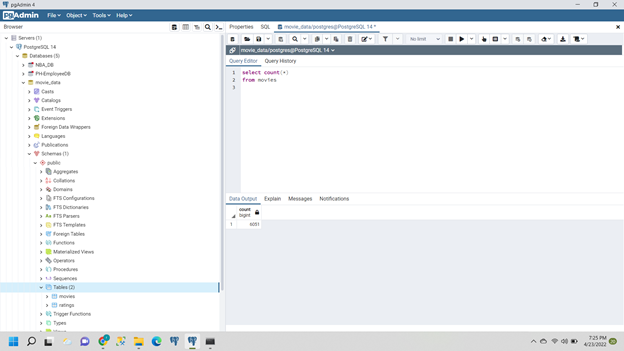 pgAdmin 4
pgAdmin File Object Tools Help
Browser
Servers (1)
PostgreSQL 14
Databases (5)
NBA_DB
PH-EmployeeDB
movie_data
Casts
Catalogs
Event Triggers
Extensions
Foreign Data Wrappers
Languages
Publications
Schemas (1)
public
Aggregates
Collations
Domains
FTS Configurations
FTS Dictionaries
FTS Parsers
FTS Templates
Foreign Tables
Functions
Materialized Views
Operators
Procedures
Sequences
Tables (2)
movies
ratings
Trigger Functions
Types
Properties SQL movie_data/postgres@PostgreSQL 14 *
No limit
movie_data/postgres@PostgreSQL 14
Query Editor Query History
1 select count(*)
2 from movies
3
Data Output Explain Messages Notifications
count
bigint
1 6051
7:25 PM
4/23/2022